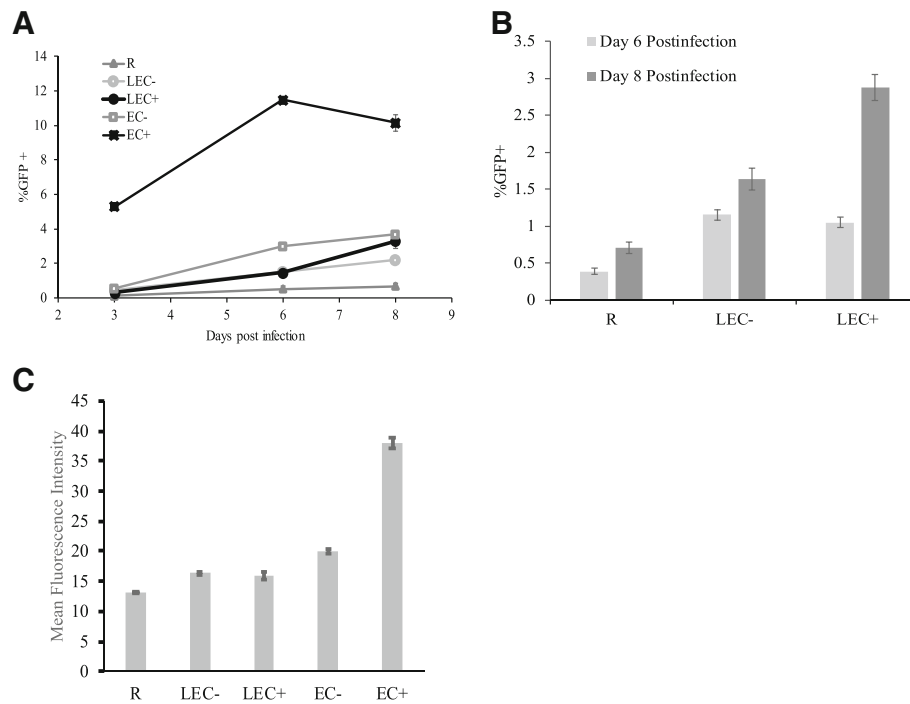 A
%GFP +
14
12
10
8
6
4
2
0
R
LEC-
LEC+
EC-
EC+
2 3 4 5 6 7 8 9
Days post infection
B
%GFP+
3.5
3
2.5
2
1.5
1
0.5
0
Day 6 Postinfection
Day 8 Postinfection
R LEC- LEC+
C
Mean Fluorescence Intensity
45
40
35
30
25
20
15
10
5
0
R LEC- LEC+ EC- EC+